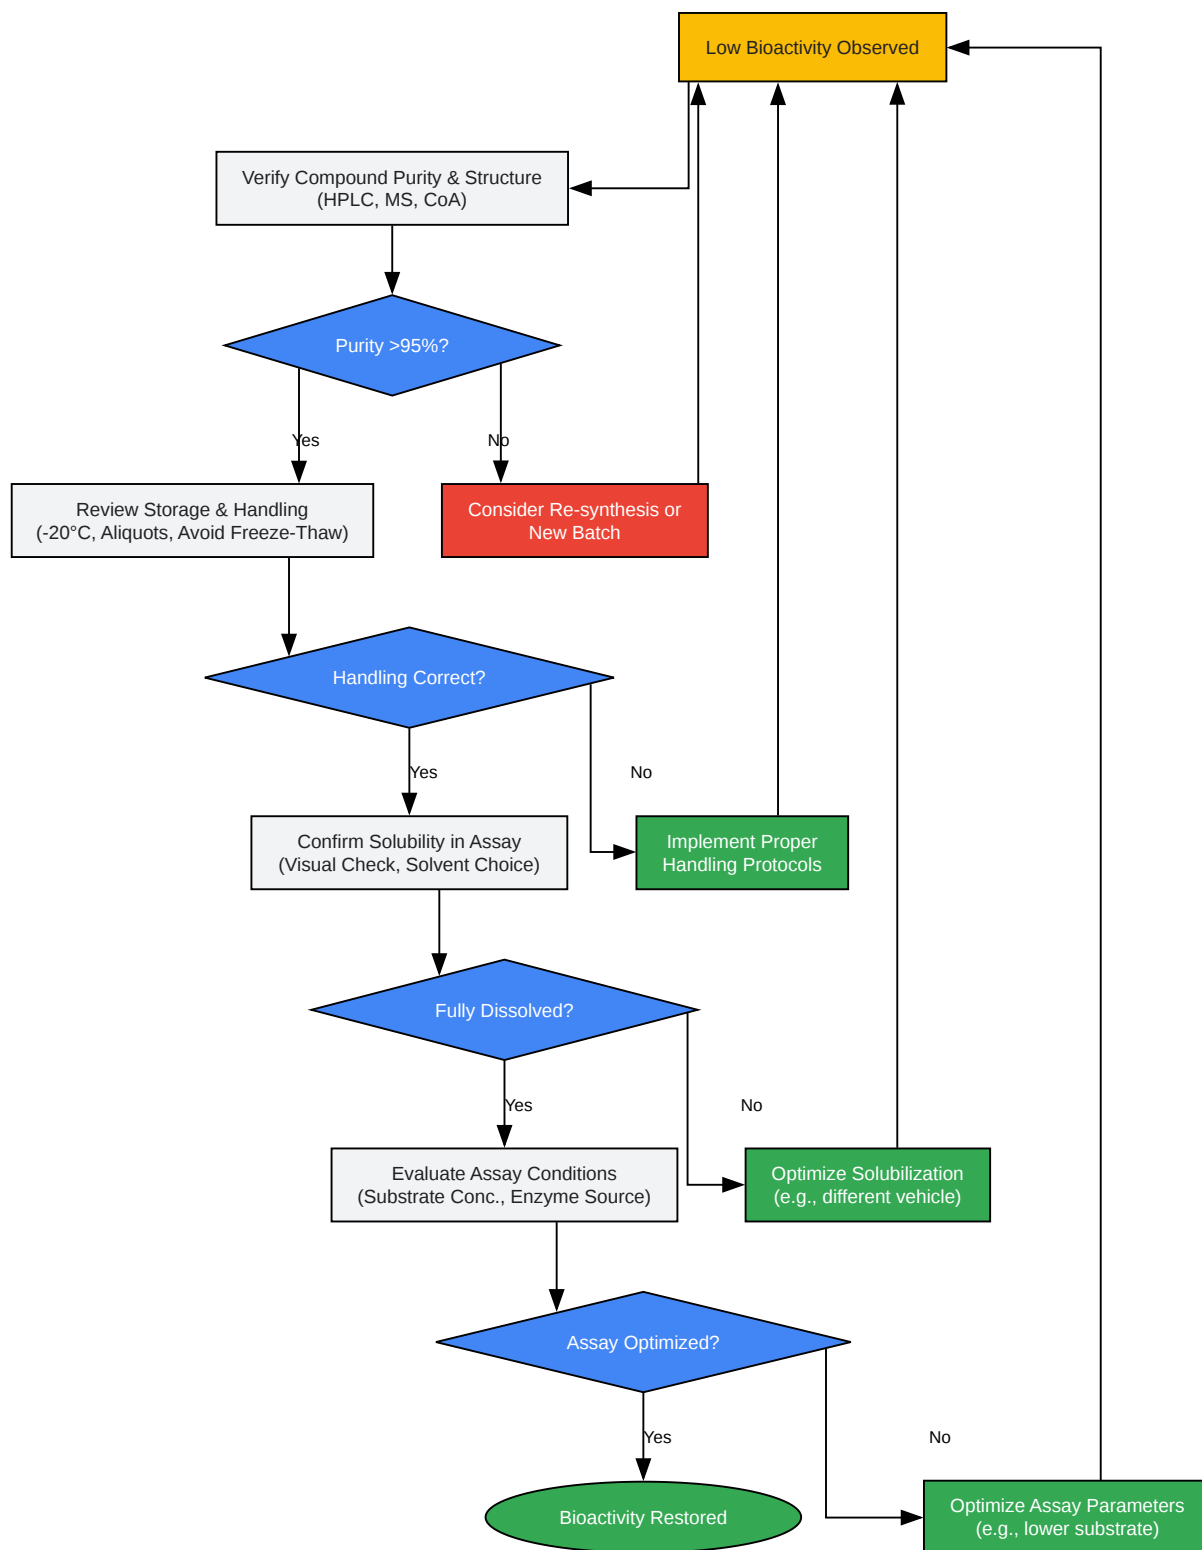 Low Bioactivity Observed
Verify Compound Purity & Structure
(HPLC, MS, CoA)
Purity >95%?
Yes
No
Review Storage & Handling
(-20°C, Aliquots, Avoid Freeze-Thaw)
Consider Re-synthesis or
New Batch
Handling Correct?
Yes
No
Confirm Solubility in Assay
(Visual Check, Solvent Choice)
Implement Proper
Handling Protocols
Fully Dissolved?
Yes
No
Evaluate Assay Conditions
(Substrate Conc., Enzyme Source)
Optimize Solubilization
(e.g., different vehicle)
Assay Optimized?
Yes
No
Bioactivity Restored
Optimize Assay Parameters
(e.g., lower substrate)